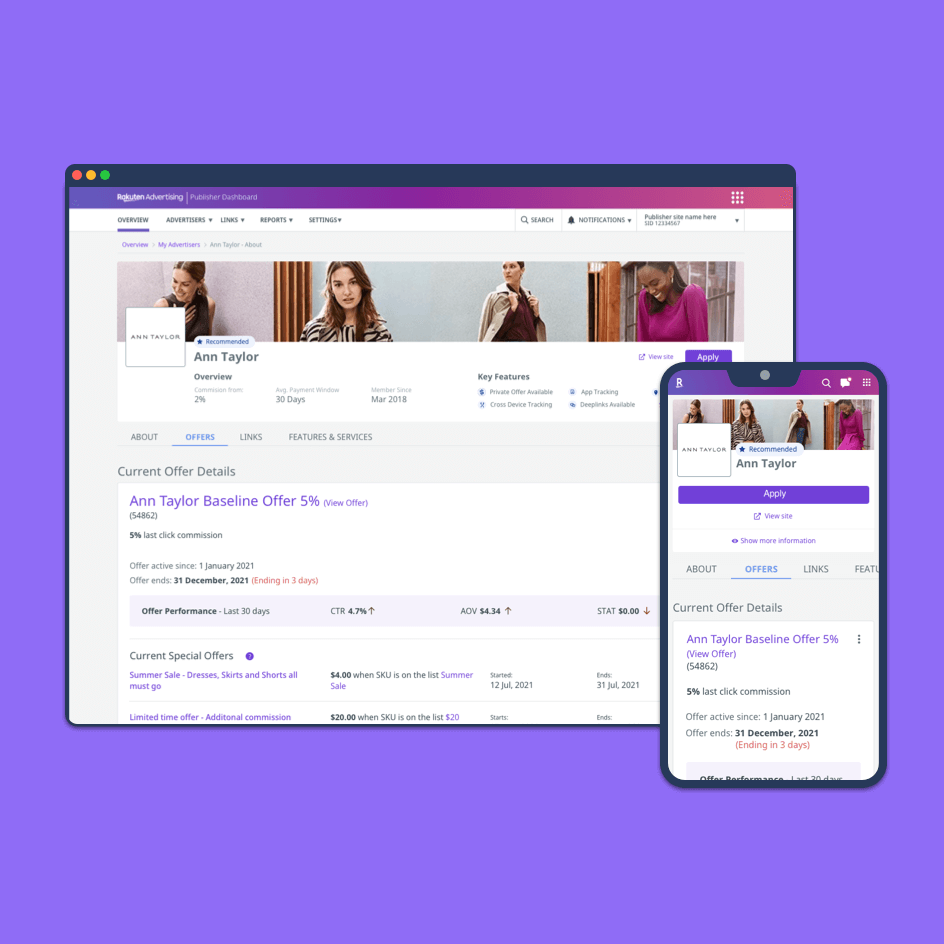 Rakuten Advertising | Publisher Dashboard
OVERVIEW ADVERTISERS LINKS REPORTS SETTINGS SEARCH NOTIFICATIONS Publisher site name here
SID 12334567
Overview > My Advertisers > Ann Taylor - About
ANN TAYLOR
Recommended
Ann Taylor
View site
Apply
Overview
Commision from:
2%
Avg. Payment Window
30 Days
Member Since
Mar 2018
Key Features
Private Offer Available
App Tracking
Cross Device Tracking
Deeplinks Available
ABOUT OFFERS LINKS FEATURES & SERVICES
Current Offer Details
Ann Taylor Baseline Offer 5% (View Offer)
(54862)
5% last click commission
Offer active since: 1 January 2021
Offer ends: 31 December, 2021 (Ending in 3 days)
Offer Performance - Last 30 days CTR 4.7% AOV $4.34 STAT $0.00
Current Special Offers ?
Summer Sale - Dresses, Skirts and Shorts all
must go
$4.00 when SKU is on the list Summer
Sale
Started:
12 Jul, 2021
Ends:
31 Jul, 2021
Limited time offer - Additonal commission
$20.00 when SKU is on the list $20
Starts:
Ends:
R
ANN TAYLOR
Recommended
Ann Taylor
Apply
View site
Show more information
ABOUT OFFERS LINKS FEATU
Current Offer Details
Ann Taylor Baseline Offer 5%
(View Offer)
(54862)
5% last click commission
Offer active since: 1 January 2021
Offer ends: 31 December, 2021
(Ending in 3 days)
Offer Performance - Last 30 days